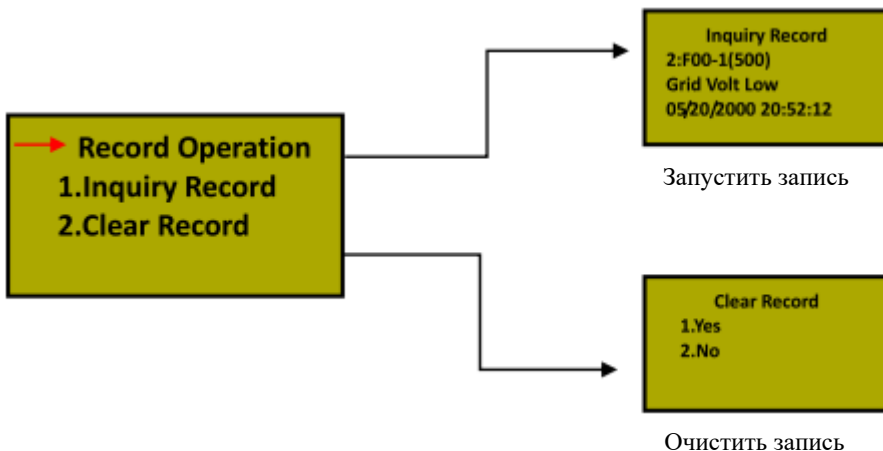 Record Operation
1.Inquiry Record
2.Clear Record
Inquiry Record
2:F00-1(500)
Grid Volt Low
05/20/2000 20:52:12
Запустить запись
Clear Record
1.Yes
2.No
Очистить запись